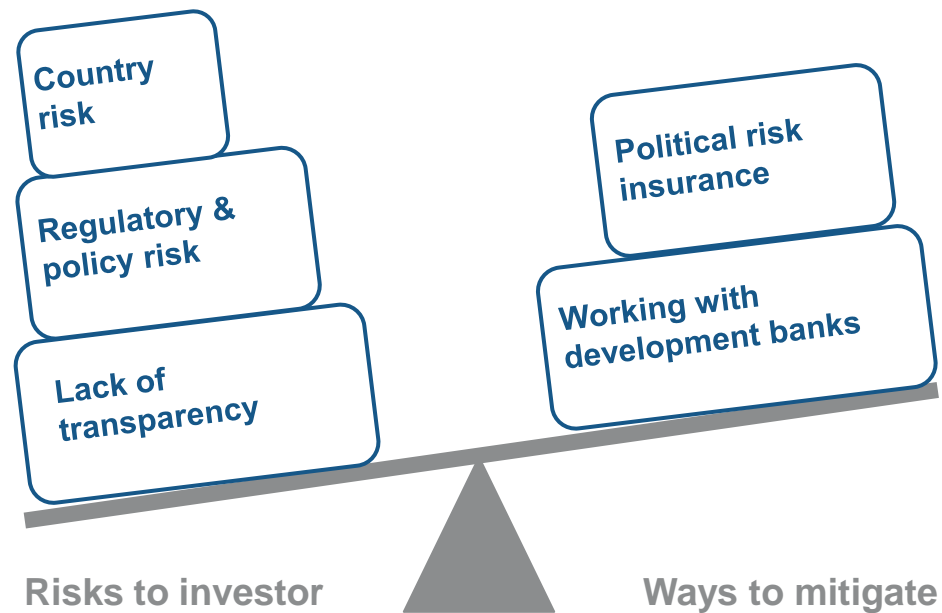 Country
risk
Regulatory &
policy risk
Lack of
transparency
Political risk
insurance
Working with
development banks
Risks to investor
Ways to mitigate